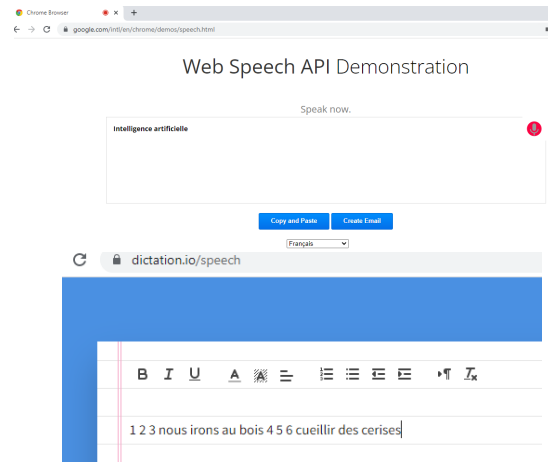 Chrome Browser
google.com/intl/en/chrome/demos/speech.html
Web Speech API Demonstration
Speak now.
Intelligence artificielle
Copy and Paste Create Email
Français
dictation.io/speech
B I U A A
1 2 3 nous irons au bois 4 5 6 cueillir des cerises